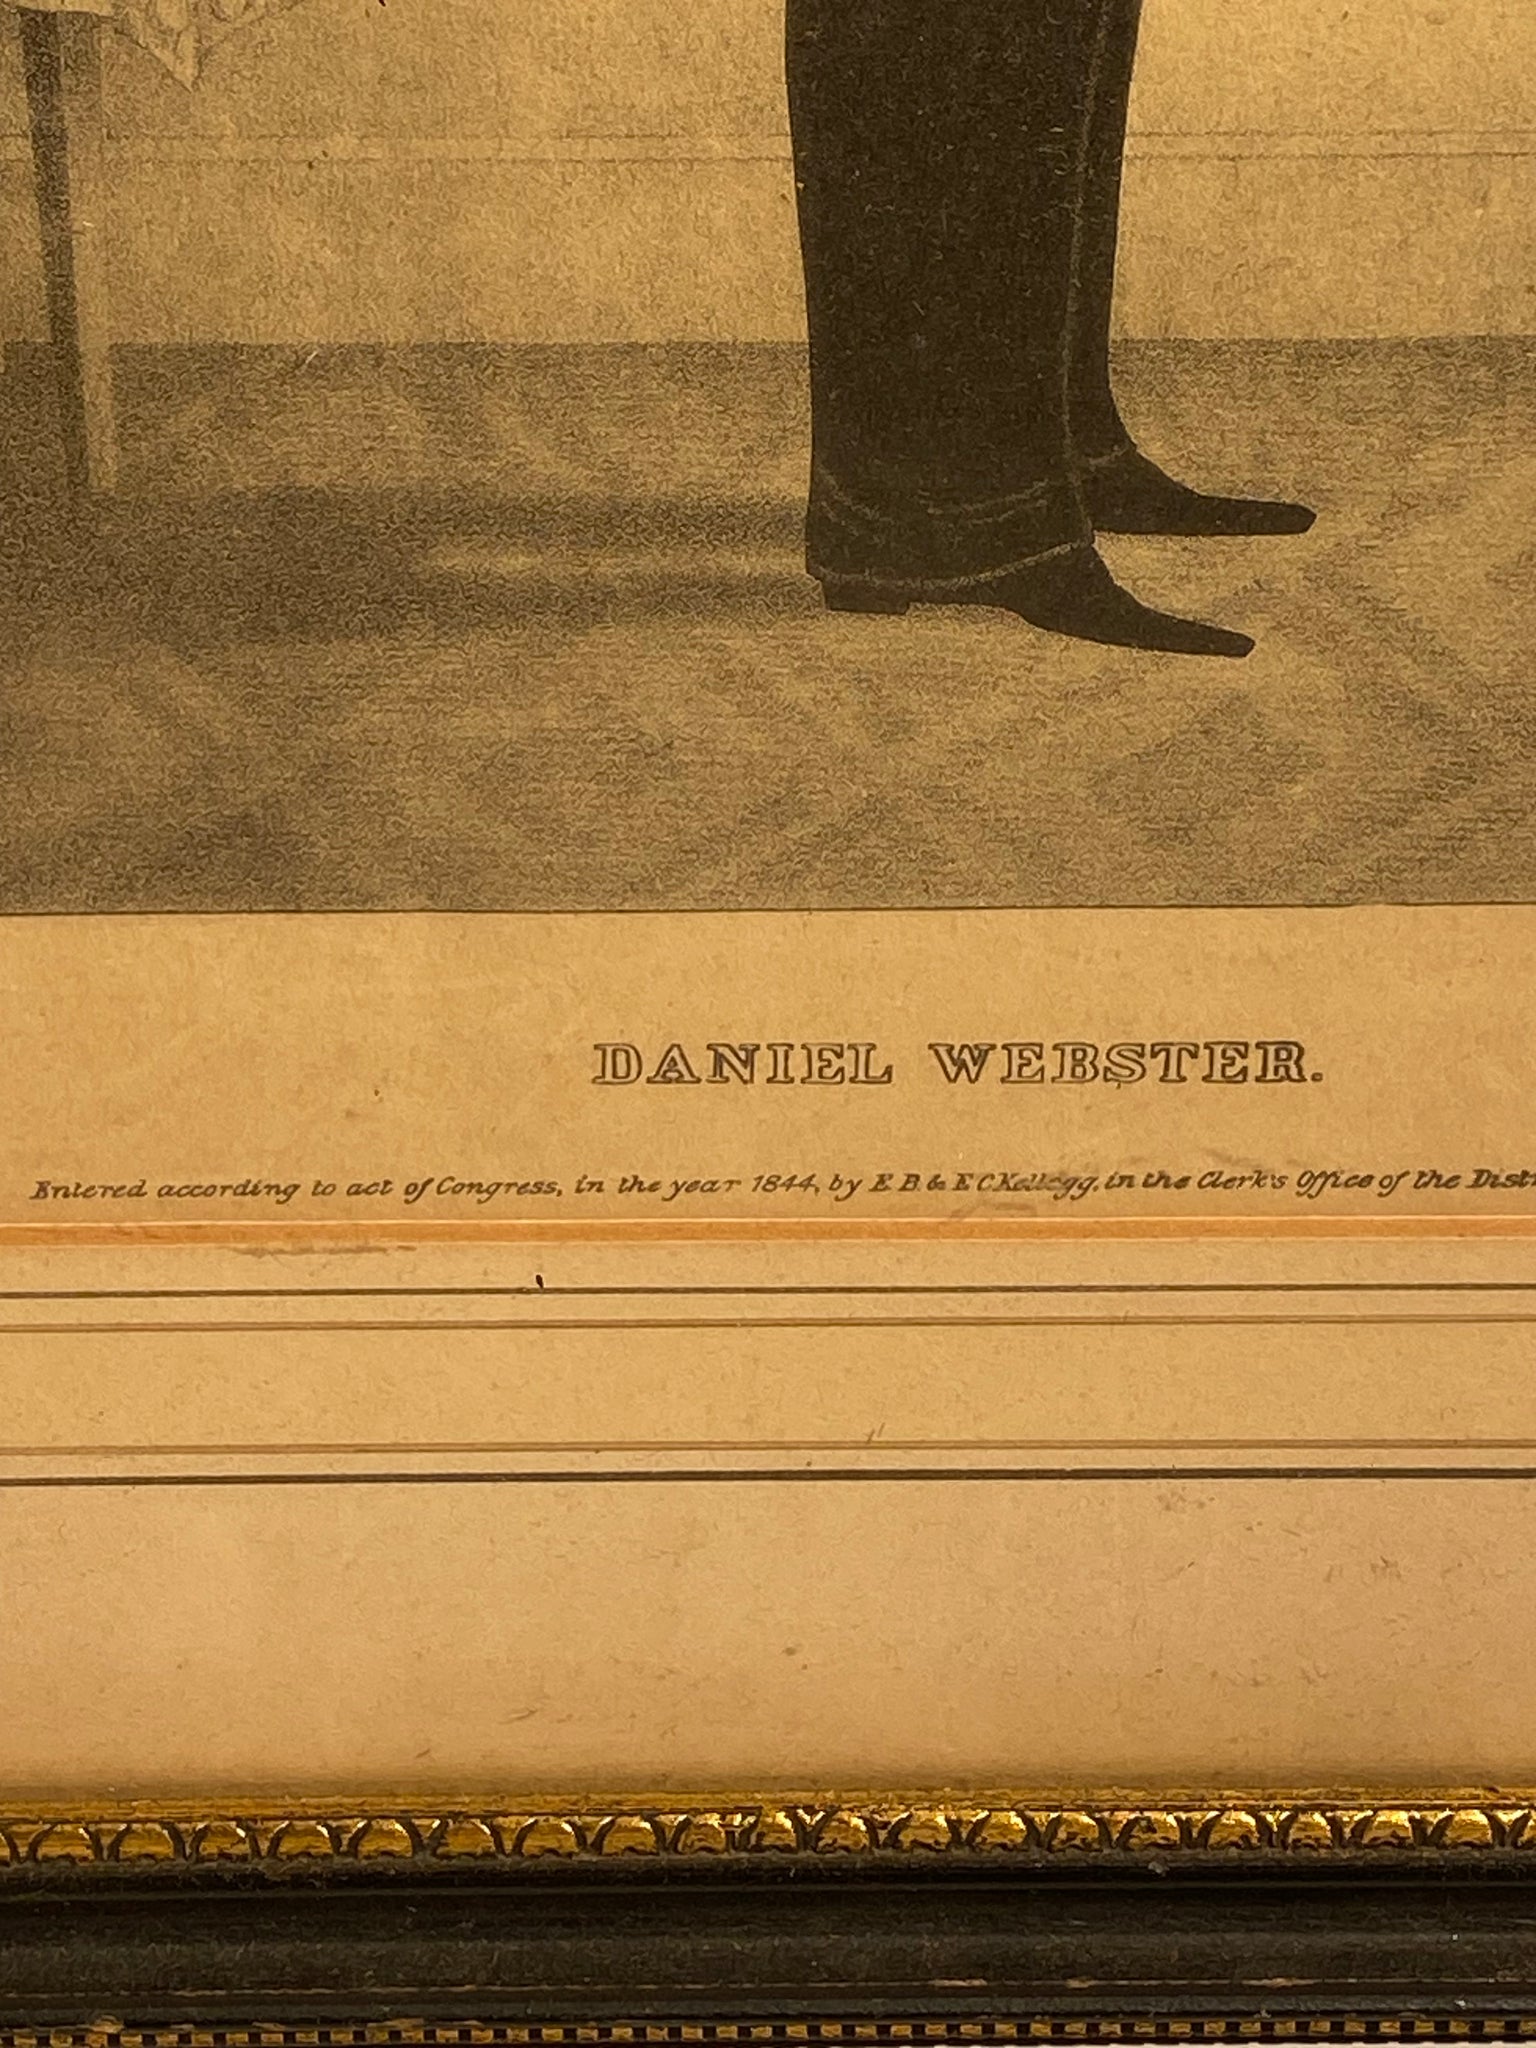 DANIEL WEBSTER.
Entered according to act of Congress, in the year 1844, by E. B. & E C Kellogg, in the Clerk's Office of the Dist